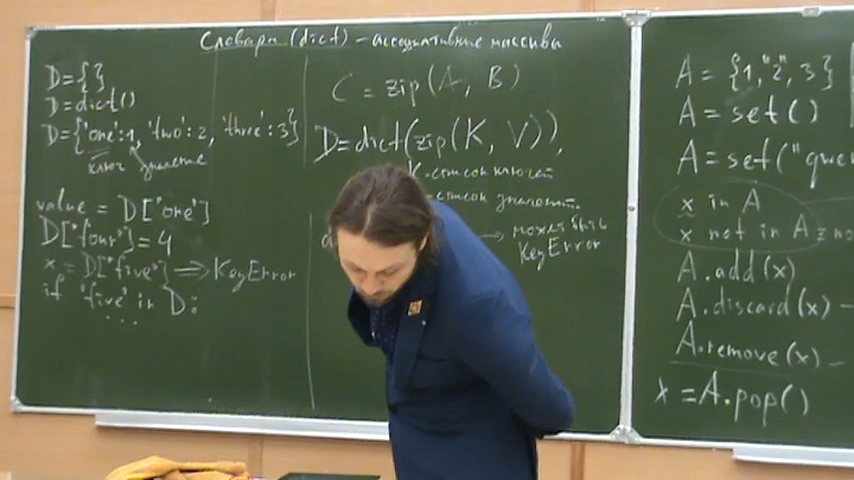 Словари (dict) - ассоциативные массивы
D={ }
D=dict()
D={'one':1, 'two':2, 'three':3}
ключ значение
value = D['one']
D['four']=4
x = D['five'] => KeyError
if 'five' in D:
...
C = zip(A, B)
D=dict(zip(K, V)),
K-список ключей
список значений.
d
→ может быть
KeyError
A = {1,"2", 3}
A = set()
A = set("qwe
x in A
x not in A
A.add(x)
A.discard(x) -
A.remove(x) -
x = A.pop()